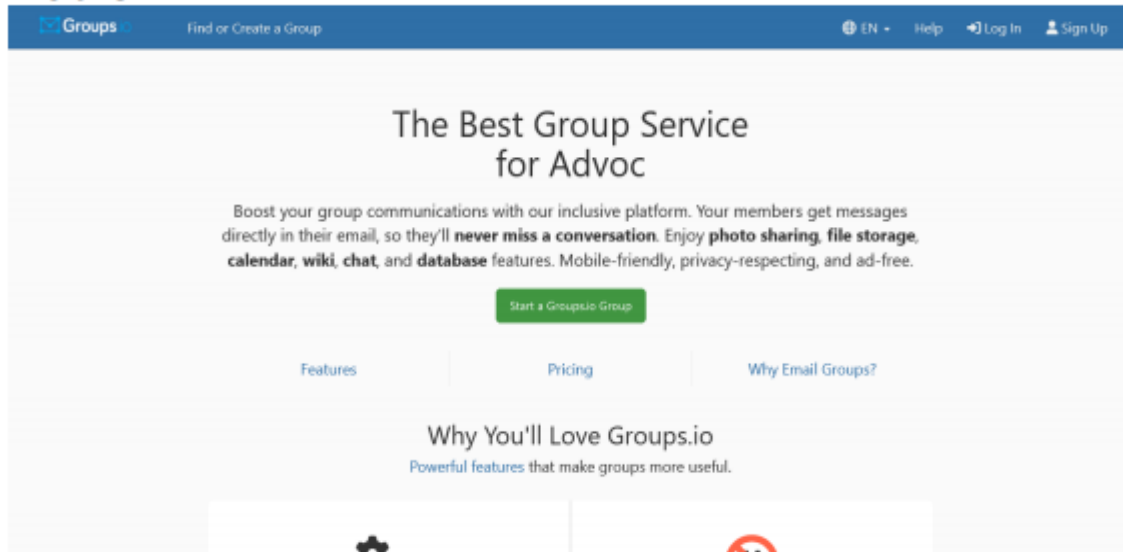 Groups.io
Find or Create a Group
EN
Help
Log In
Sign Up
The Best Group Service
for Advoc
Boost your group communications with our inclusive platform. Your members get messages
directly in their email, so they'll never miss a conversation. Enjoy photo sharing, file storage,
calendar, wiki, chat, and database features. Mobile-friendly, privacy-respecting, and ad-free.
Start a Groups.io Group
Features
Pricing
Why Email Groups?
Why You'll Love Groups.io
Powerful features that make groups more useful.